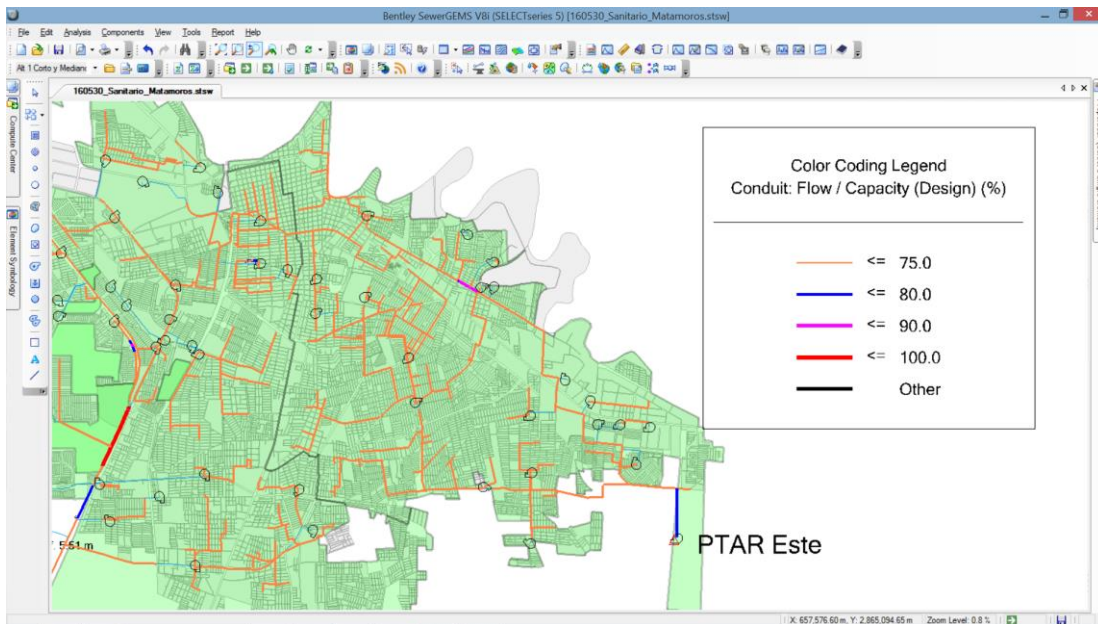 Bentley SewerGEMS V8i (SELECTseries 5) [160530_Sanitario_Matamoros.stsw]
File Edit Analysis Components View Tools Report Help
Alt 1 Corto y Median
160530_Sanitario_Matamoros.stsw
Compute Center
Element Symbology
Color Coding Legend
Conduit: Flow / Capacity (Design) (%)
<= 75.0
<= 80.0
<= 90.0
<= 100.0
Other
5.51 m
PTAR Este
X: 657,576.60 m, Y: 2,865,094.65 m Zoom Level: 0.8 %